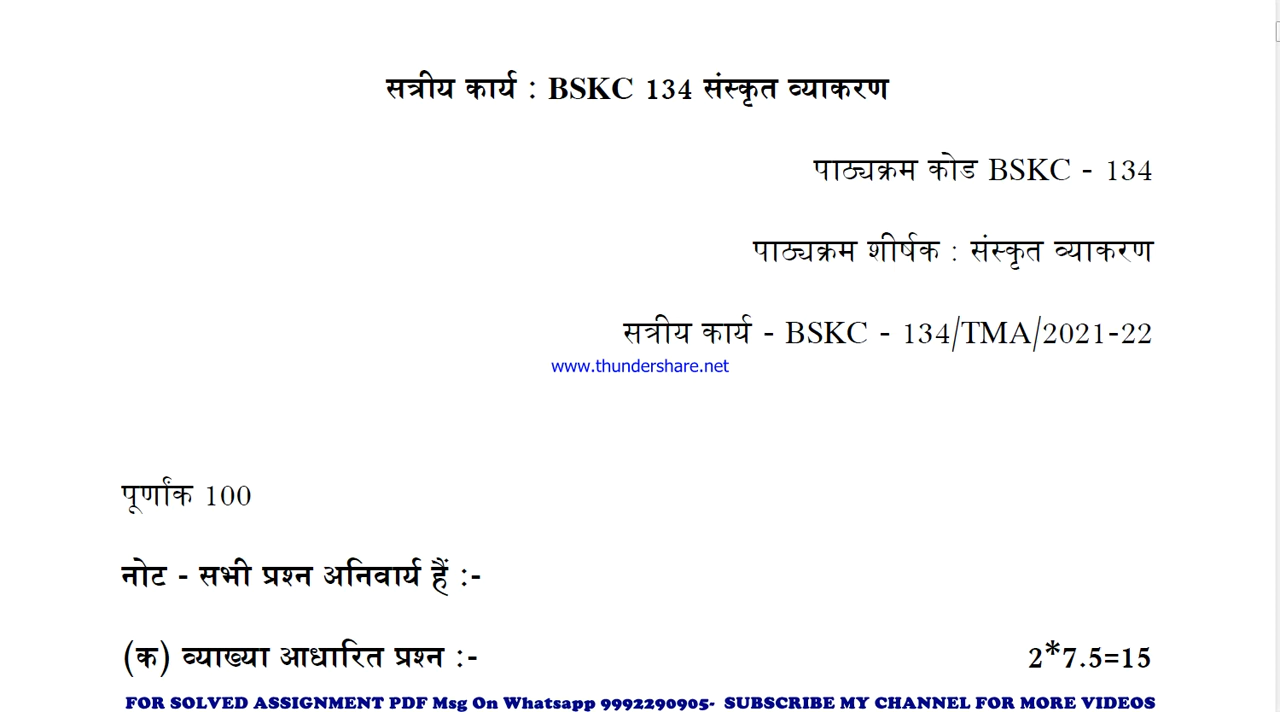 सत्रीय कार्य : BSKC 134 संस्कृत व्याकरण
पाठ्यक्रम कोड BSKC - 134
पाठ्यक्रम शीर्षक : संस्कृत व्याकरण
सत्रीय कार्य - BSKC - 134/TMA/2021-22
www.thundershare.net
पूर्णांक 100
नोट - सभी प्रश्न अनिवार्य हैं :-
(क) व्याख्या आधारित प्रश्न :- 2*7.5=15
FOR SOLVED ASSIGNMENT PDF Msg On Whatsapp 9992290905- SUBSCRIBE MY CHANNEL FOR MORE VIDEOS